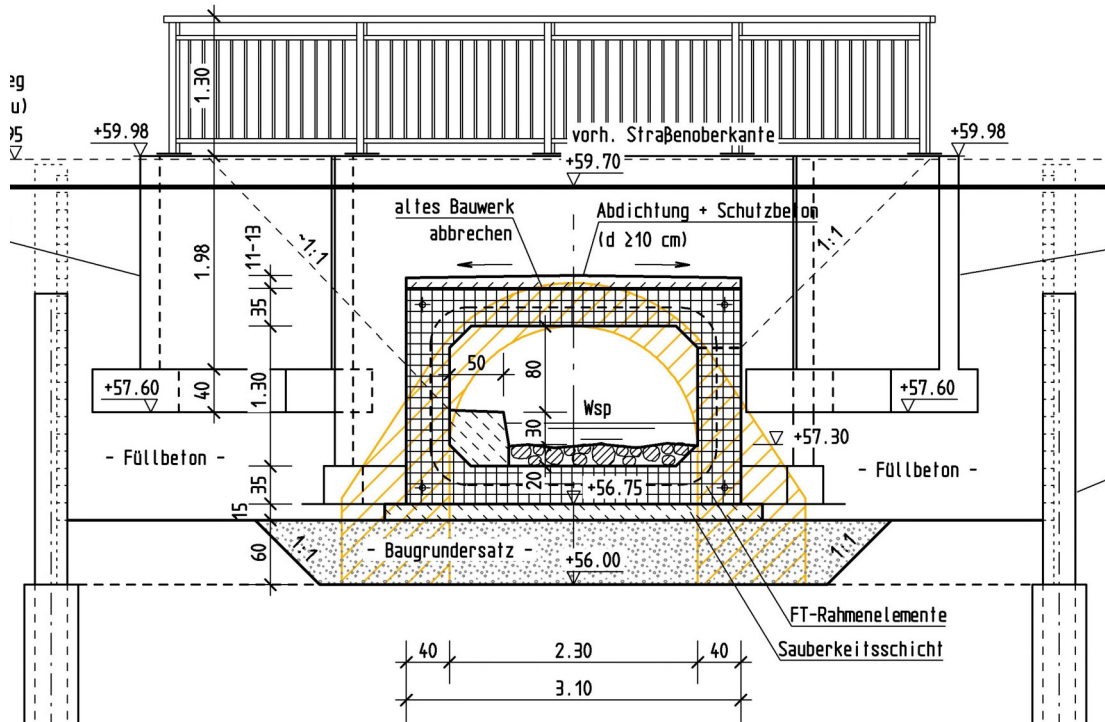 1.30
eg
u)
95
+59.98
vorh. Straßenoberkante
+59.98
+59.70
altes Bauwerk
abbrechen
Abdichtung + Schutzbeton
(d ≥10 cm)
~1:1
1:1
11-13
1.98
35
50
80
1.30
+57.60
40
+57.60
Wsp
30
+57.30
- Füllbeton -
- Füllbeton -
35
20
+56.75
15
60
1:1
- Baugrundersatz -
1:1
+56.00
FT-Rahmenelemente
Sauberkeitsschicht
40
2.30
40
3.10